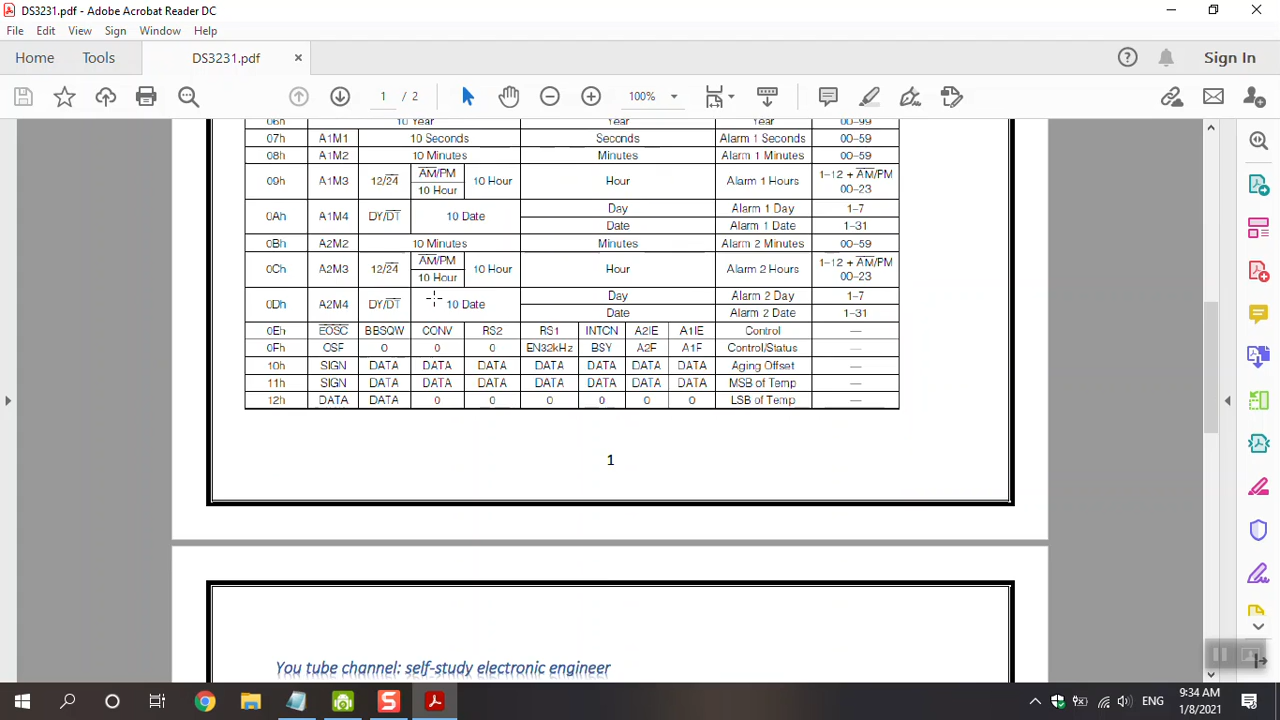 DS3231.pdf - Adobe Acrobat Reader DC
File Edit View Sign Window Help
Home Tools DS3231.pdf × Sign In
1 / 2 100%
06h 10 Year Year Year 00–99
07h A1M1 10 Seconds Seconds Alarm 1 Seconds 00–59
08h A1M2 10 Minutes Minutes Alarm 1 Minutes 00–59
09h A1M3 12/24 AM/PM 10 Hour 10 Hour Hour Alarm 1 Hours 1–12 + AM/PM 00–23
0Ah A1M4 DY/DT 10 Date Day Alarm 1 Day 1–7
Date Alarm 1 Date 1–31
0Bh A2M2 10 Minutes Minutes Alarm 2 Minutes 00–59
0Ch A2M3 12/24 AM/PM 10 Hour 10 Hour Hour Alarm 2 Hours 1–12 + AM/PM 00–23
0Dh A2M4 DY/DT 10 Date Day Alarm 2 Day 1–7
Date Alarm 2 Date 1–31
0Eh EOSC BBSQW CONV RS2 RS1 INTCN A2IE A1IE Control —
0Fh OSF 0 0 0 EN32kHz BSY A2F A1F Control/Status —
10h SIGN DATA DATA DATA DATA DATA DATA DATA Aging Offset —
11h SIGN DATA DATA DATA DATA DATA DATA DATA MSB of Temp —
12h DATA DATA 0 0 0 0 0 0 LSB of Temp —
1
You tube channel: self-study electronic engineer
ENG 9:34 AM
1/8/2021